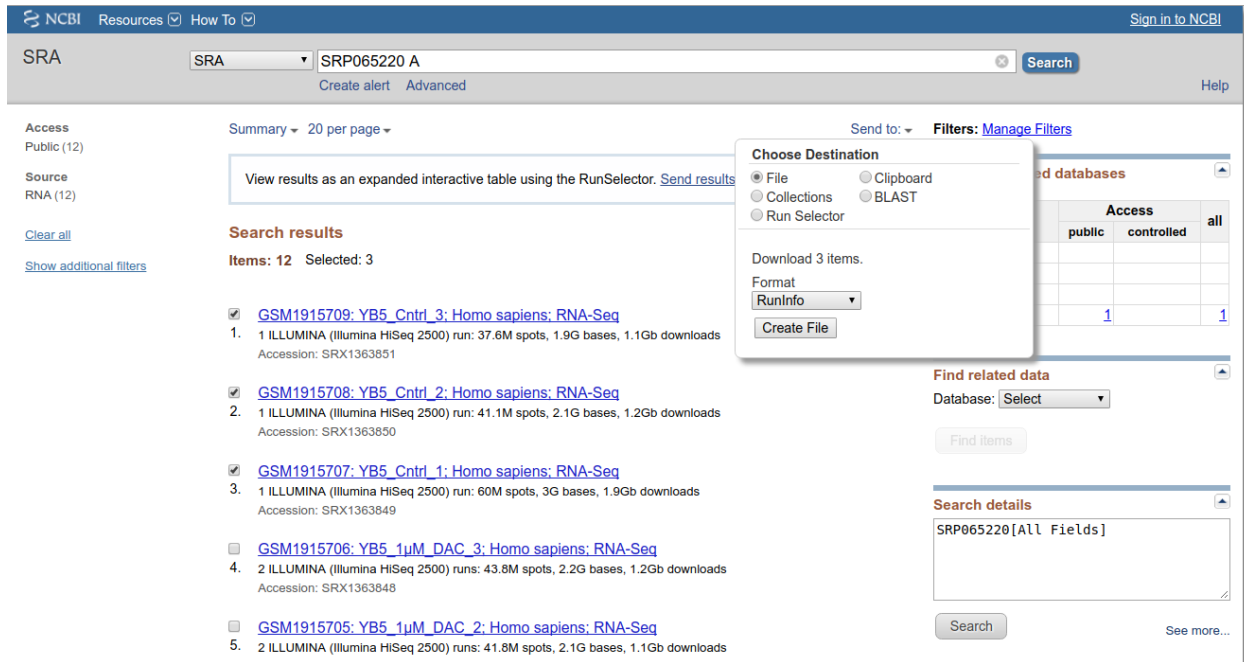 NCBI Resources How To Sign in to NCBI
SRA SRA SRP065220 A Search
Create alert Advanced Help
Access
Public (12)
Source
RNA (12)
Clear all
Show additional filters
Summary 20 per page Send to:
View results as an expanded interactive table using the RunSelector. Send results
Search results
Items: 12 Selected: 3
GSM1915709: YB5_Cntrl_3; Homo sapiens; RNA-Seq
1. 1 ILLUMINA (Illumina HiSeq 2500) run: 37.6M spots, 1.9G bases, 1.1Gb downloads
Accession: SRX1363851
GSM1915708: YB5_Cntrl_2; Homo sapiens; RNA-Seq
2. 1 ILLUMINA (Illumina HiSeq 2500) run: 41.1M spots, 2.1G bases, 1.2Gb downloads
Accession: SRX1363850
GSM1915707: YB5_Cntrl_1; Homo sapiens; RNA-Seq
3. 1 ILLUMINA (Illumina HiSeq 2500) run: 60M spots, 3G bases, 1.9Gb downloads
Accession: SRX1363849
GSM1915706: YB5_1µM_DAC_3; Homo sapiens; RNA-Seq
4. 2 ILLUMINA (Illumina HiSeq 2500) runs: 43.8M spots, 2.2G bases, 1.2Gb downloads
Accession: SRX1363848
GSM1915705: YB5_1µM_DAC_2; Homo sapiens; RNA-Seq
5. 2 ILLUMINA (Illumina HiSeq 2500) runs: 41.8M spots, 2.1G bases, 1.1Gb downloads
Choose Destination
File Clipboard
Collections BLAST
Run Selector
Download 3 items.
Format
RunInfo
Create File
Filters: Manage Filters
ed databases
Access all
public controlled
1 1
Find related data
Database: Select
Find items
Search details
SRP065220[All Fields]
Search See more...